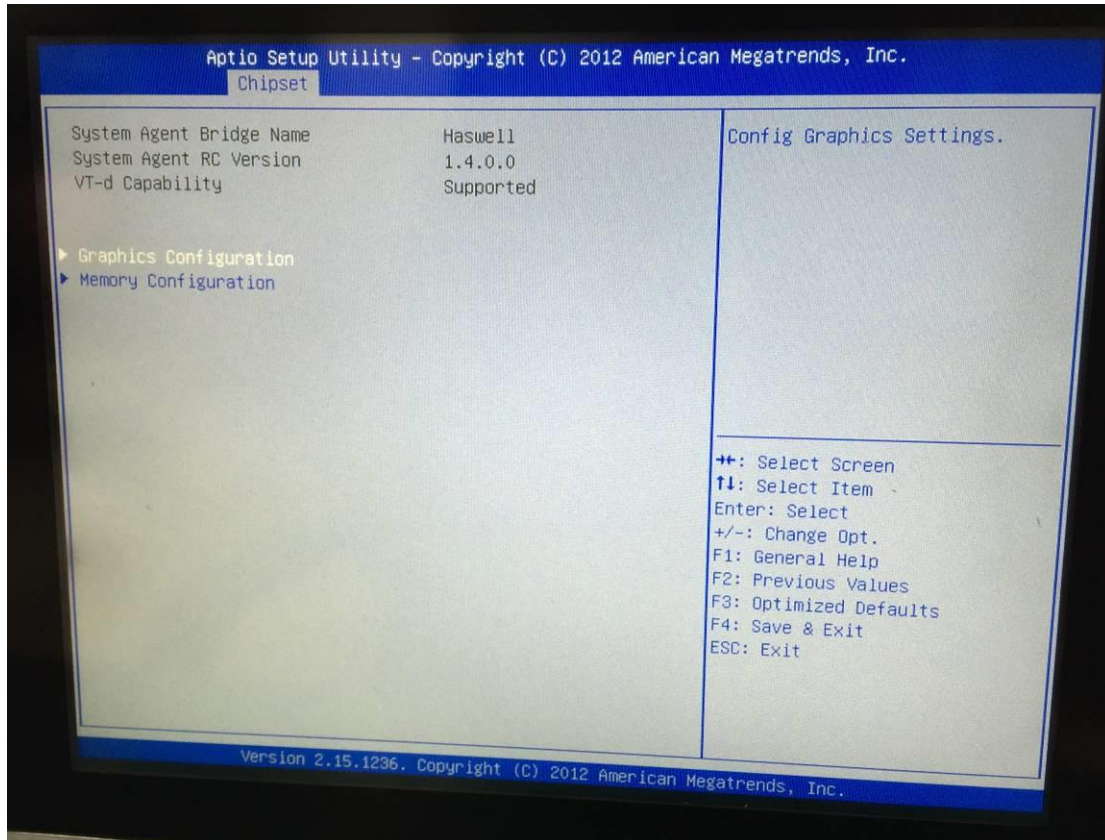 Aptio Setup Utility - Copyright (C) 2012 American Megatrends, Inc.
Chipset
System Agent Bridge Name Haswell
System Agent RC Version 1.4.0.0
VT-d Capability Supported
▶ Graphics Configuration
▶ Memory Configuration
Config Graphics Settings.
→←: Select Screen
↑↓: Select Item
Enter: Select
+/-: Change Opt.
F1: General Help
F2: Previous Values
F3: Optimized Defaults
F4: Save & Exit
ESC: Exit
Version 2.15.1236. Copyright (C) 2012 American Megatrends, Inc.